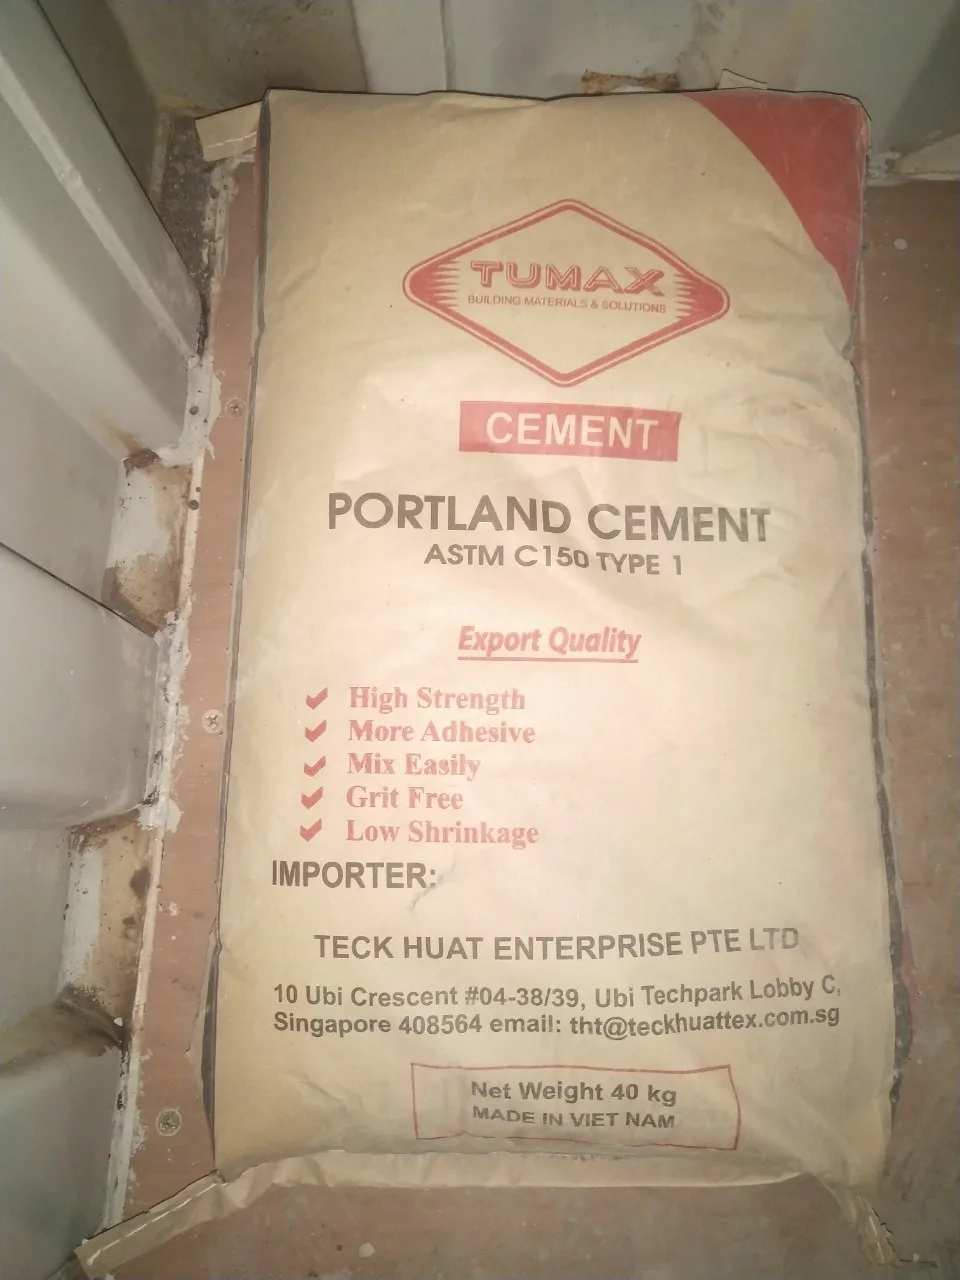 TUMAX
BUILDING MATERIALS & SOLUTIONS
CEMENT
PORTLAND CEMENT
ASTM C150 TYPE 1
Export Quality
High Strength
More Adhesive
Mix Easily
Grit Free
Low Shrinkage
IMPORTER:
TECK HUAT ENTERPRISE PTE LTD
10 Ubi Crescent #04-38/39, Ubi Techpark Lobby C,
Singapore 408564 email: tht@teckhuattex.com.sg
Net Weight 40 kg
MADE IN VIET NAM